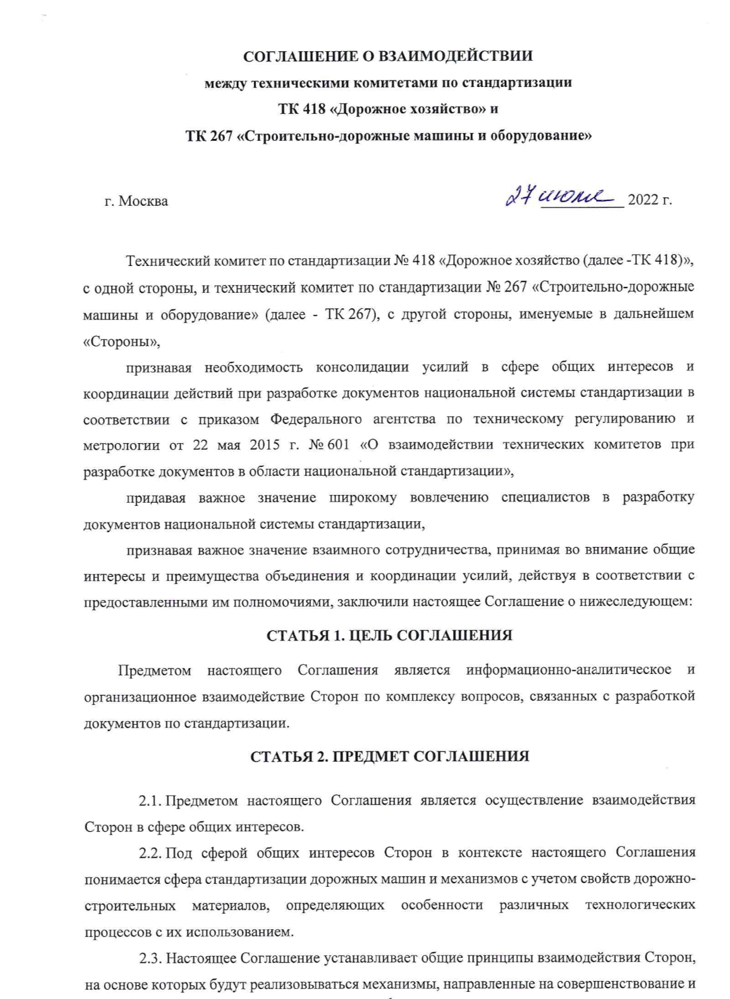 СОГЛАШЕНИЕ О ВЗАИМОДЕЙСТВИИ
между техническими комитетами по стандартизации
ТК 418 «Дорожное хозяйство» и
ТК 267 «Строительно-дорожные машины и оборудование»
г. Москва 27 июля 2022 г.
Технический комитет по стандартизации № 418 «Дорожное хозяйство (далее -ТК 418)»,
с одной стороны, и технический комитет по стандартизации № 267 «Строительно-дорожные
машины и оборудование» (далее - ТК 267), с другой стороны, именуемые в дальнейшем
«Стороны»,
признавая необходимость консолидации усилий в сфере общих интересов и
координации действий при разработке документов национальной системы стандартизации в
соответствии с приказом Федерального агентства по техническому регулированию и
метрологии от 22 мая 2015 г. № 601 «О взаимодействии технических комитетов при
разработке документов в области национальной стандартизации»,
придавая важное значение широкому вовлечению специалистов в разработку
документов национальной системы стандартизации,
признавая важное значение взаимного сотрудничества, принимая во внимание общие
интересы и преимущества объединения и координации усилий, действуя в соответствии с
предоставленными им полномочиями, заключили настоящее Соглашение о нижеследующем:
СТАТЬЯ 1. ЦЕЛЬ СОГЛАШЕНИЯ
Предметом настоящего Соглашения является информационно-аналитическое и
организационное взаимодействие Сторон по комплексу вопросов, связанных с разработкой
документов по стандартизации.
СТАТЬЯ 2. ПРЕДМЕТ СОГЛАШЕНИЯ
2.1. Предметом настоящего Соглашения является осуществление взаимодействия
Сторон в сфере общих интересов.
2.2. Под сферой общих интересов Сторон в контексте настоящего Соглашения
понимается сфера стандартизации дорожных машин и механизмов с учетом свойств дорожно-
строительных материалов, определяющих особенности различных технологических
процессов с их использованием.
2.3. Настоящее Соглашение устанавливает общие принципы взаимодействия Сторон,
на основе которых будут реализовываться механизмы, направленные на совершенствование и